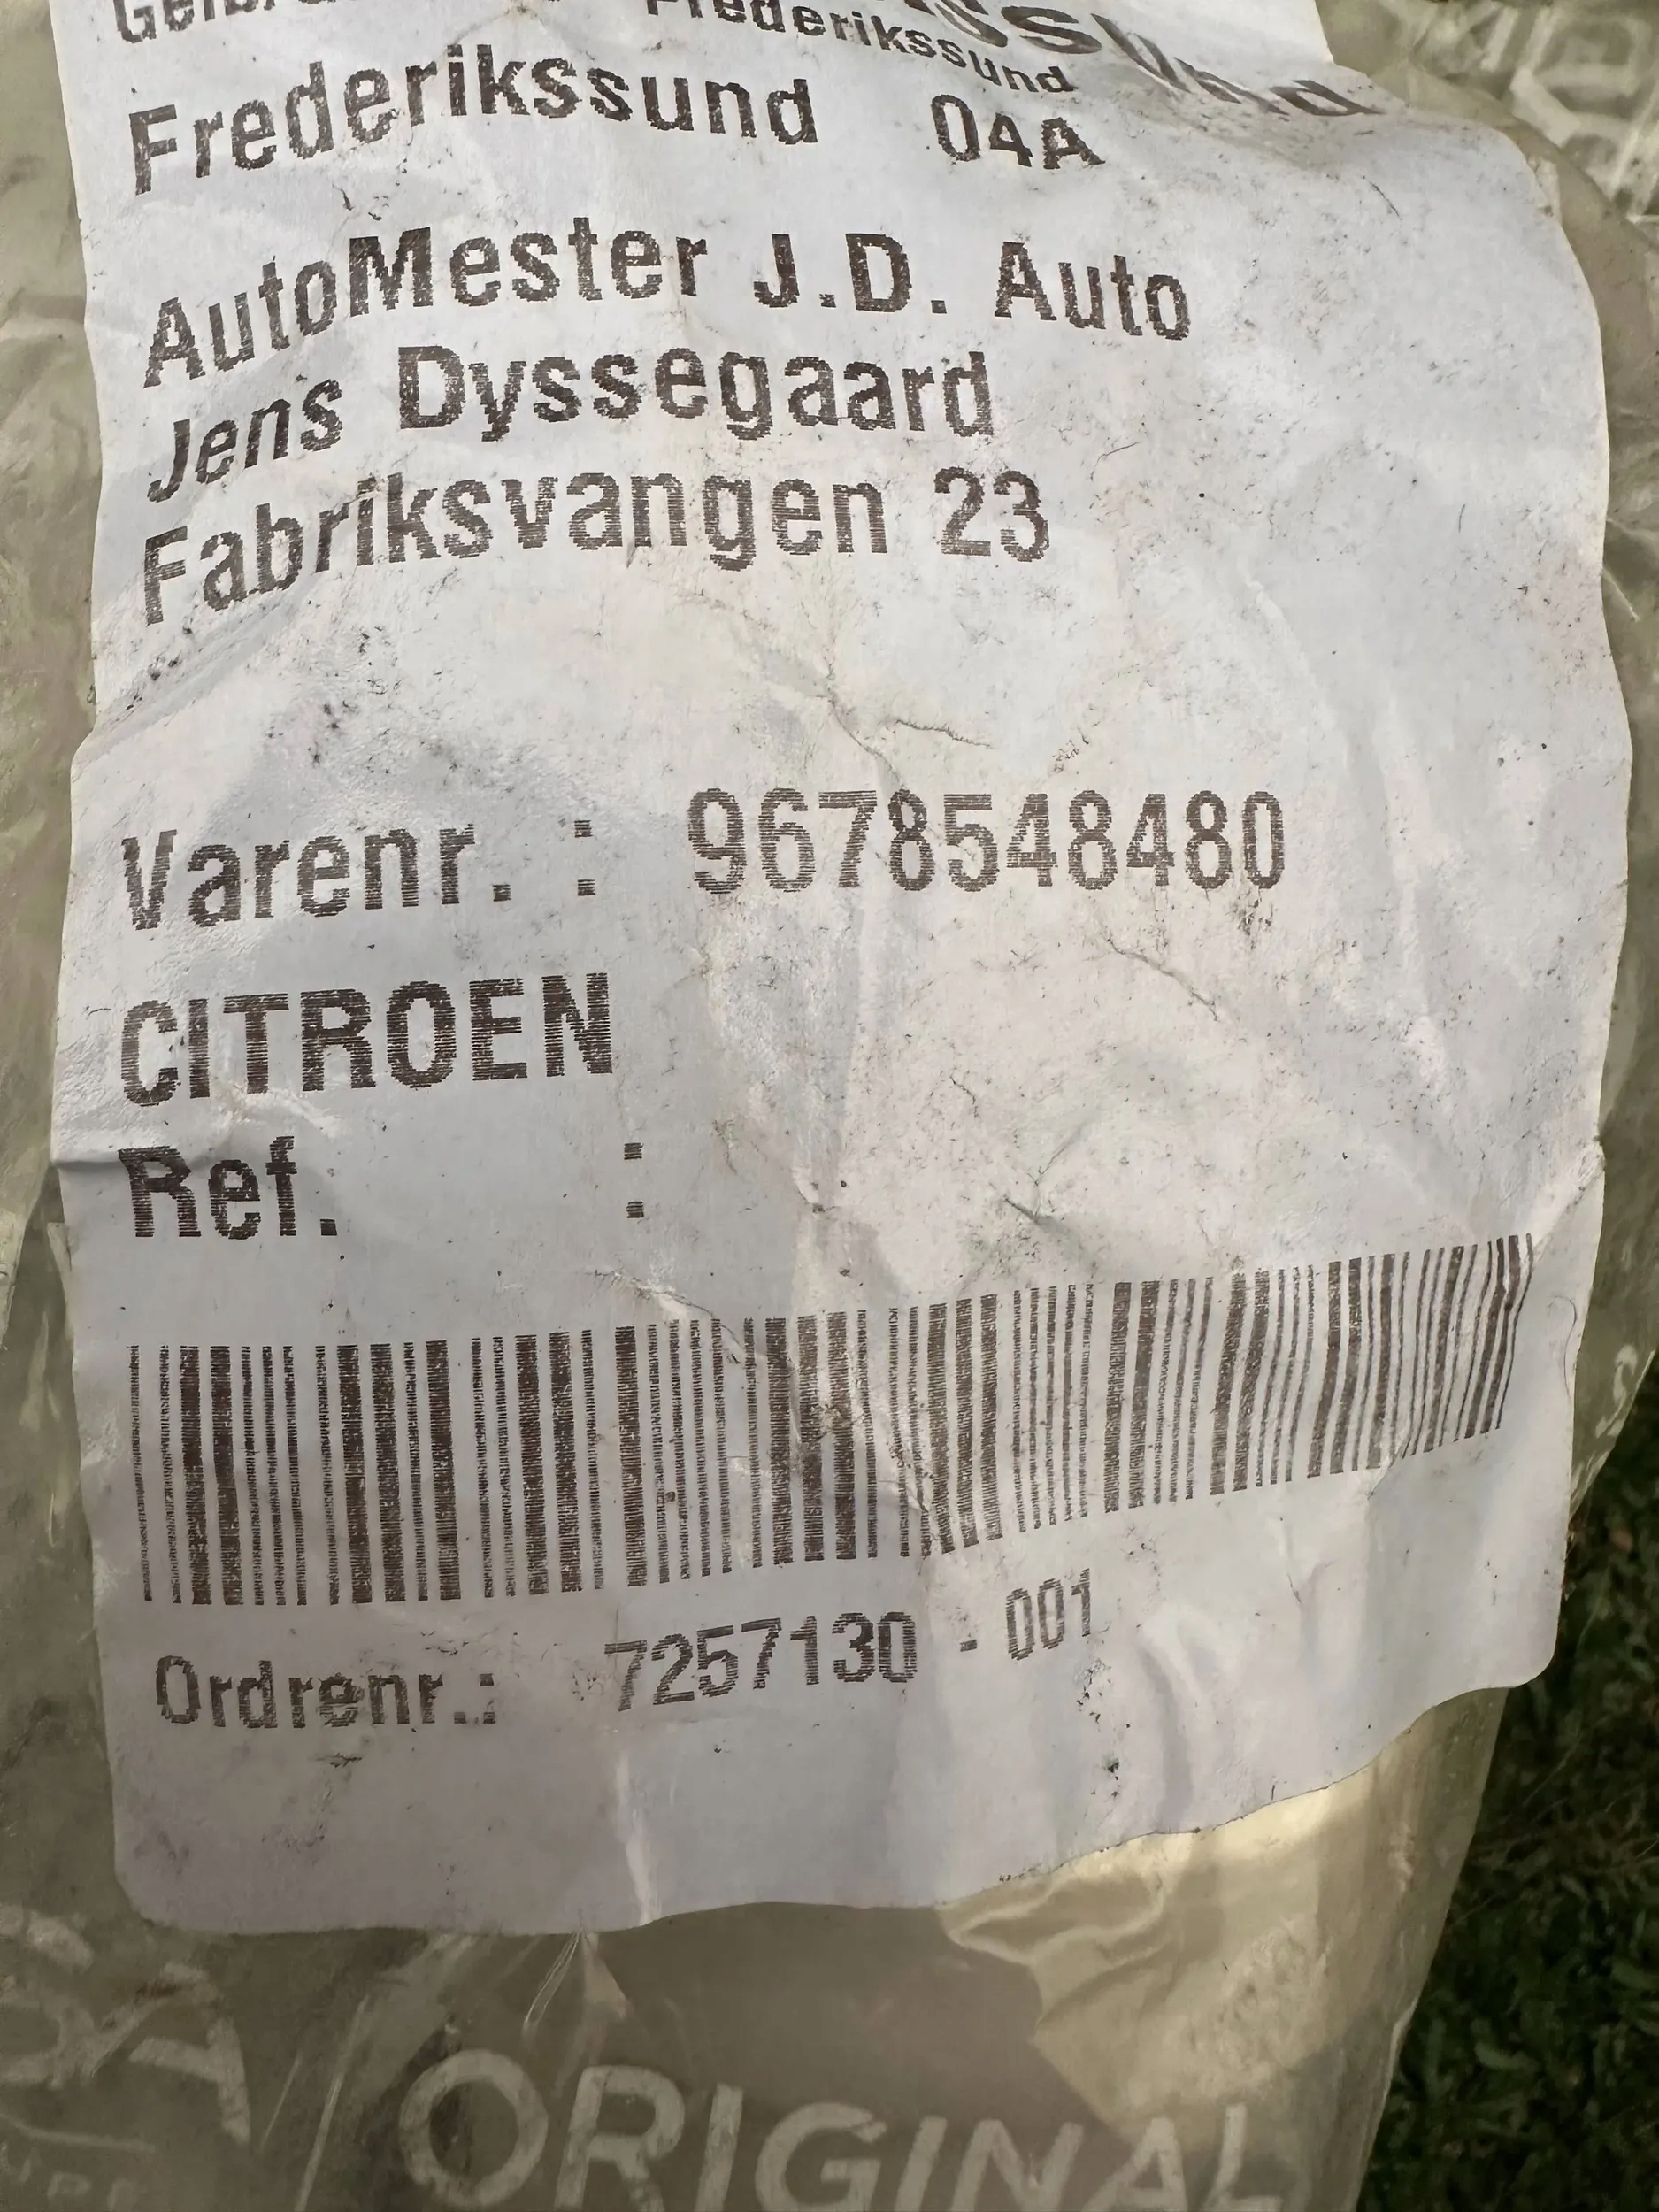 Frederikssund
Frederikssund 04A
AutoMester J.D. Auto
Jens Dyssegaard
Fabriksvangen 23
Varenr. : 9678548480
CITROEN
Ref. :
Ordrenr.: 7257130 - 001
ORIGINAL